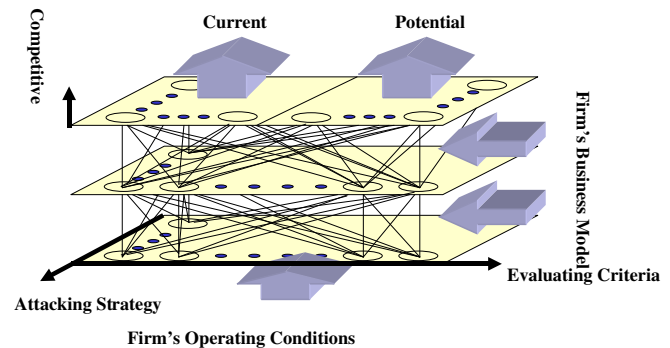 Current
Potential
Competitive
Firm's Business Model
Evaluating Criteria
Attacking Strategy
Firm's Operating Conditions